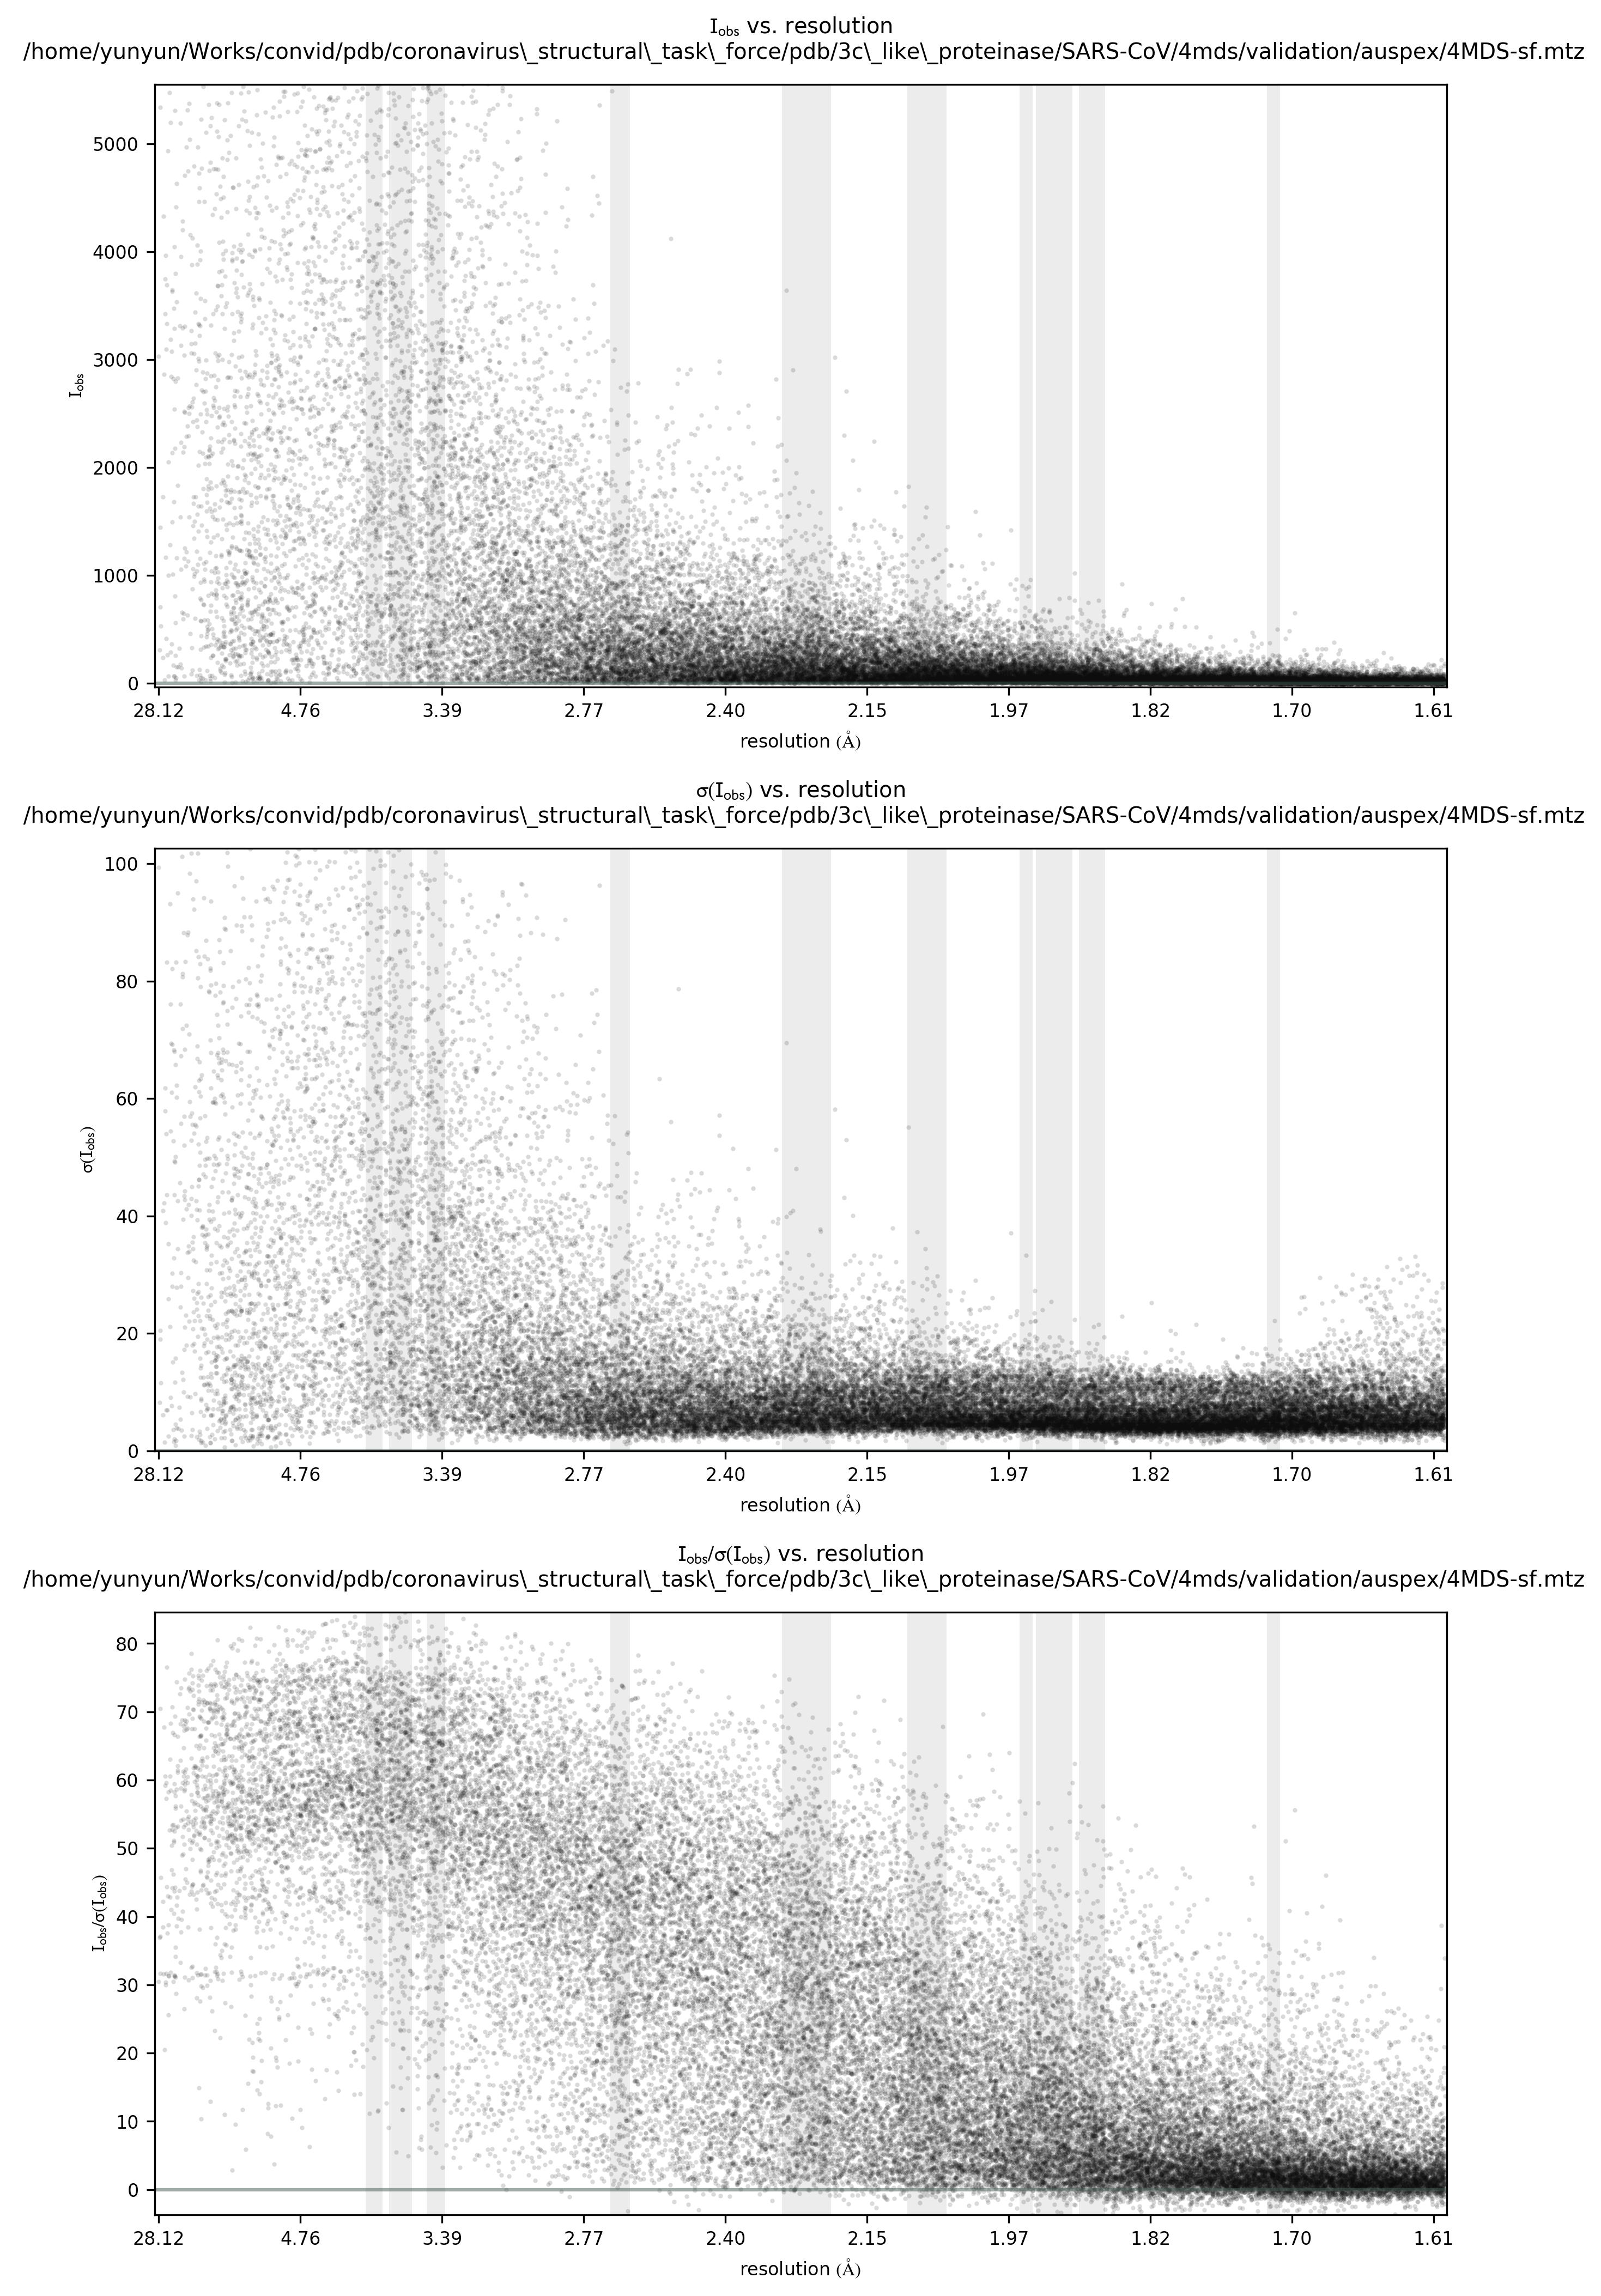 Iobs vs. resolution
/home/yunyun/Works/convid/pdb/coronavirus\_structural\_task\_force/pdb/3c\_like\_proteinase/SARS-CoV/4mds/validation/auspex/4MDS-sf.mtz
5000
4000
3000
2000
1000
0
Iobs
28.12 4.76 3.39 2.77 2.40 2.15 1.97 1.82 1.70 1.61
resolution (Å)
σ(Iobs) vs. resolution
/home/yunyun/Works/convid/pdb/coronavirus\_structural\_task\_force/pdb/3c\_like\_proteinase/SARS-CoV/4mds/validation/auspex/4MDS-sf.mtz
100
80
60
40
20
0
σ(Iobs)
28.12 4.76 3.39 2.77 2.40 2.15 1.97 1.82 1.70 1.61
resolution (Å)
Iobs/σ(Iobs) vs. resolution
/home/yunyun/Works/convid/pdb/coronavirus\_structural\_task\_force/pdb/3c\_like\_proteinase/SARS-CoV/4mds/validation/auspex/4MDS-sf.mtz
80
70
60
50
40
30
20
10
0
Iobs/σ(Iobs)
28.12 4.76 3.39 2.77 2.40 2.15 1.97 1.82 1.70 1.61
resolution (Å)